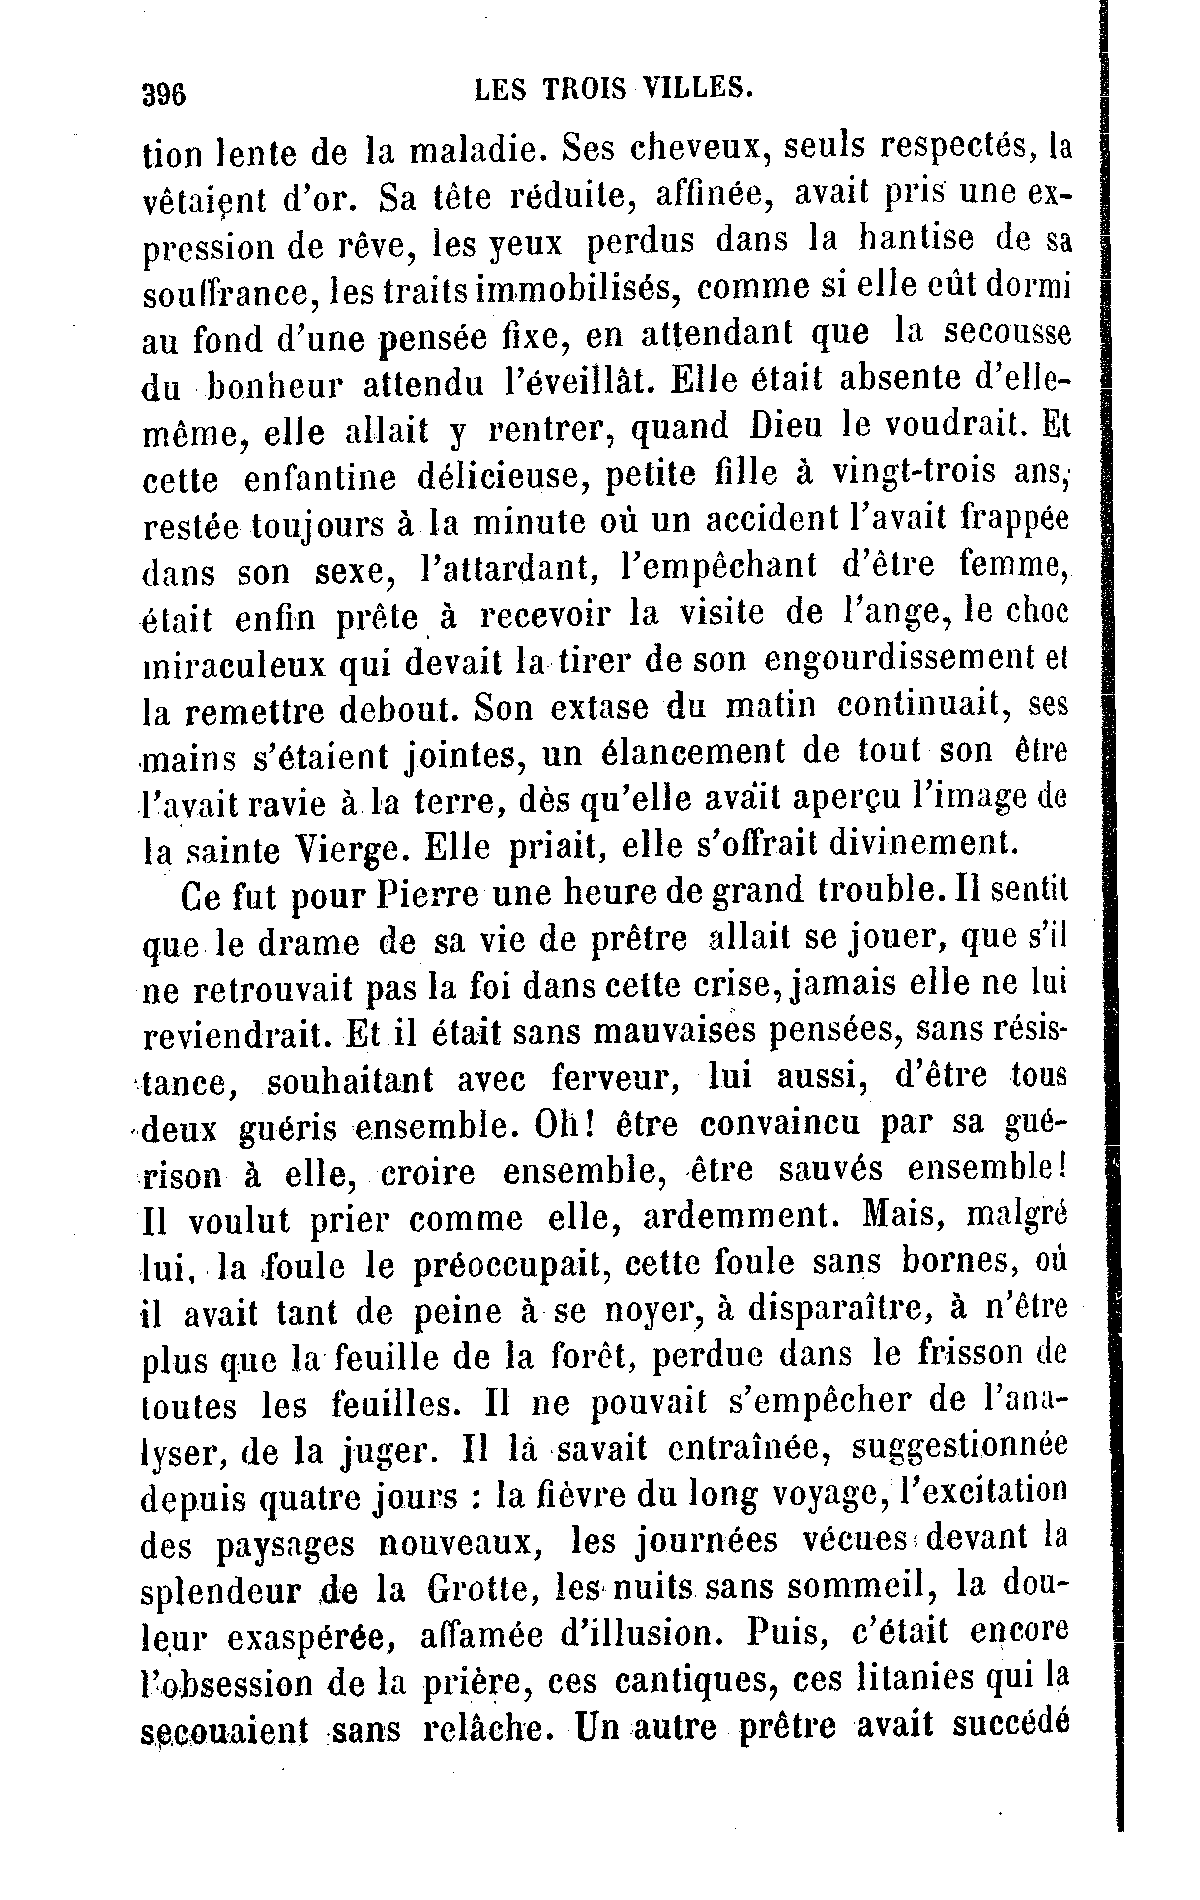 396 LES TROIS VILLES.
tion lente de la maladie. Ses cheveux, seuls respectés, la
vêtaient d'or. Sa tête réduite, affinée, avait pris une ex-
pression de rêve, les yeux perdus dans la hantise de sa
souffrance, les traits immobilisés, comme si elle eût dormi
au fond d'une pensée fixe, en attendant que la secousse
du bonheur attendu l'éveillât. Elle était absente d'elle-
même, elle allait y rentrer, quand Dieu le voudrait. Et
cette enfantine délicieuse, petite fille à vingt-trois ans,
restée toujours à la minute où un accident l'avait frappée
dans son sexe, l'attardant, l'empêchant d'être femme,
était enfin prête à recevoir la visite de l'ange, le choc
miraculeux qui devait la tirer de son engourdissement et
la remettre debout. Son extase du matin continuait, ses
mains s'étaient jointes, un élancement de tout son être
l'avait ravie à la terre, dès qu'elle avait aperçu l'image de
la sainte Vierge. Elle priait, elle s'offrait divinement.
Ce fut pour Pierre une heure de grand trouble. Il sentit
que le drame de sa vie de prêtre allait se jouer, que s'il
ne retrouvait pas la foi dans cette crise, jamais elle ne lui
reviendrait. Et il était sans mauvaises pensées, sans résis-
tance, souhaitant avec ferveur, lui aussi, d'être tous
deux guéris ensemble. Oh! être convaincu par sa gué-
rison à elle, croire ensemble, être sauvés ensemble!
Il voulut prier comme elle, ardemment. Mais, malgré
lui, la foule le préoccupait, cette foule sans bornes, où
il avait tant de peine à se noyer, à disparaître, à n'être
plus que la feuille de la forêt, perdue dans le frisson de
toutes les feuilles. Il ne pouvait s'empêcher de l'ana-
lyser, de la juger. Il la savait entraînée, suggestionnée
depuis quatre jours : la fièvre du long voyage, l'excitation
des paysages nouveaux, les journées vécues devant la
splendeur de la Grotte, les nuits sans sommeil, la dou-
leur exaspérée, affamée d'illusion. Puis, c'était encore
l'obsession de la prière, ces cantiques, ces litanies qui la
secouaient sans relâche. Un autre prêtre avait succédé